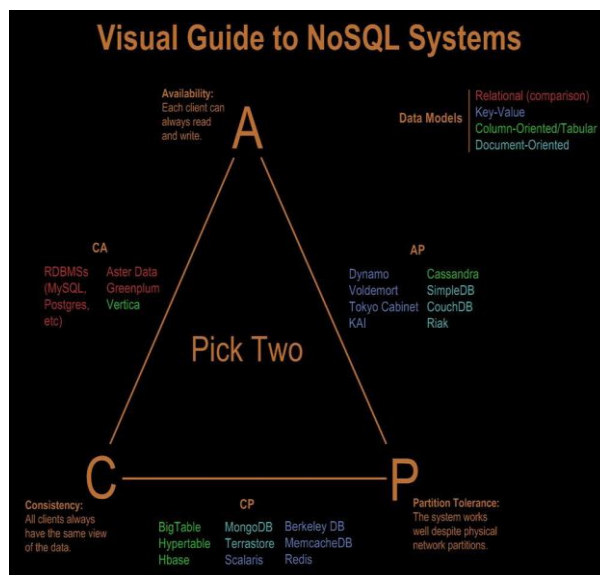 Visual Guide to NoSQL Systems
Availability:
Each client can
always read
and write.
A
Data Models
Relational (comparison)
Key-Value
Column-Oriented/Tabular
Document-Oriented
CA
RDBMSs
(MySQL,
Postgres,
etc)
Aster Data
Greenplum
Vertica
AP
Dynamo
Voldemort
Tokyo Cabinet
KAI
Cassandra
SimpleDB
CouchDB
Riak
Pick Two
C
Consistency:
All clients always
have the same view
of the data.
CP
BigTable
Hypertable
Hbase
MongoDB
Terrastore
Scalaris
Berkeley DB
MemcacheDB
Redis
P
Partition Tolerance:
The system works
well despite physical
network partitions.